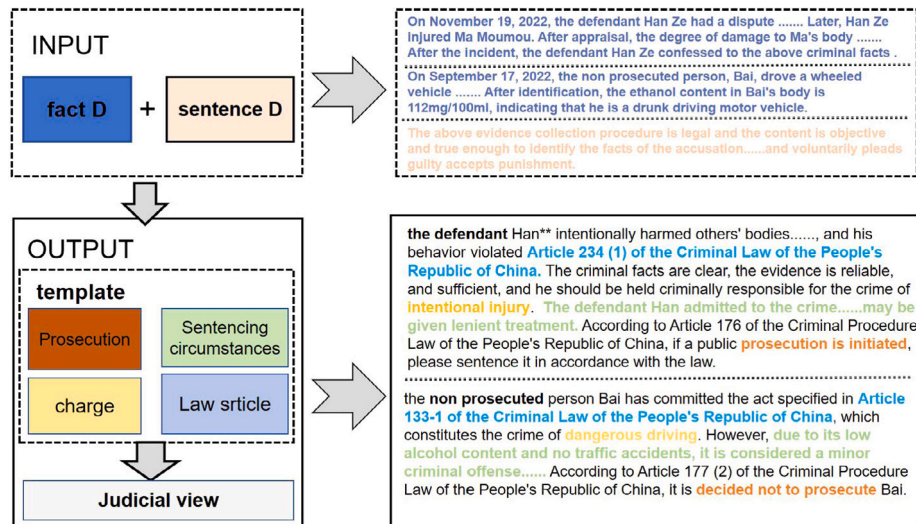 INPUT
fact D
+
sentence D
On November 19, 2022, the defendant Han Ze had a dispute ....... Later, Han Ze
Injured Ma Moumou. After appraisal, the degree of damage to Ma's body .......
After the incident, the defendant Han Ze confessed to the above criminal facts .
On September 17, 2022, the non prosecuted person, Bai, drove a wheeled
vehicle ....... After identification, the ethanol content in Bai's body is
112mg/100ml, indicating that he is a drunk driving motor vehicle.
The above evidence collection procedure is legal and the content is objective
and true enough to identify the facts of the accusation......and voluntarily pleads
guilty accepts punishment.
OUTPUT
template
Prosecution
Sentencing
circumstances
charge
Law srticle
Judicial view
the defendant Han** intentionally harmed others' bodies......, and his
behavior violated Article 234 (1) of the Criminal Law of the People's
Republic of China. The criminal facts are clear, the evidence is reliable,
and sufficient, and he should be held criminally responsible for the crime of
intentional injury. The defendant Han admitted to the crime......may be
given lenient treatment. According to Article 176 of the Criminal Procedure
Law of the People's Republic of China, if a public prosecution is initiated,
please sentence it in accordance with the law.
the non prosecuted person Bai has committed the act specified in Article
133-1 of the Criminal Law of the People's Republic of China, which
constitutes the crime of dangerous driving. However, due to its low
alcohol content and no traffic accidents, it is considered a minor
criminal offense...... According to Article 177 (2) of the Criminal Procedure
Law of the People's Republic of China, it is decided not to prosecute Bai.